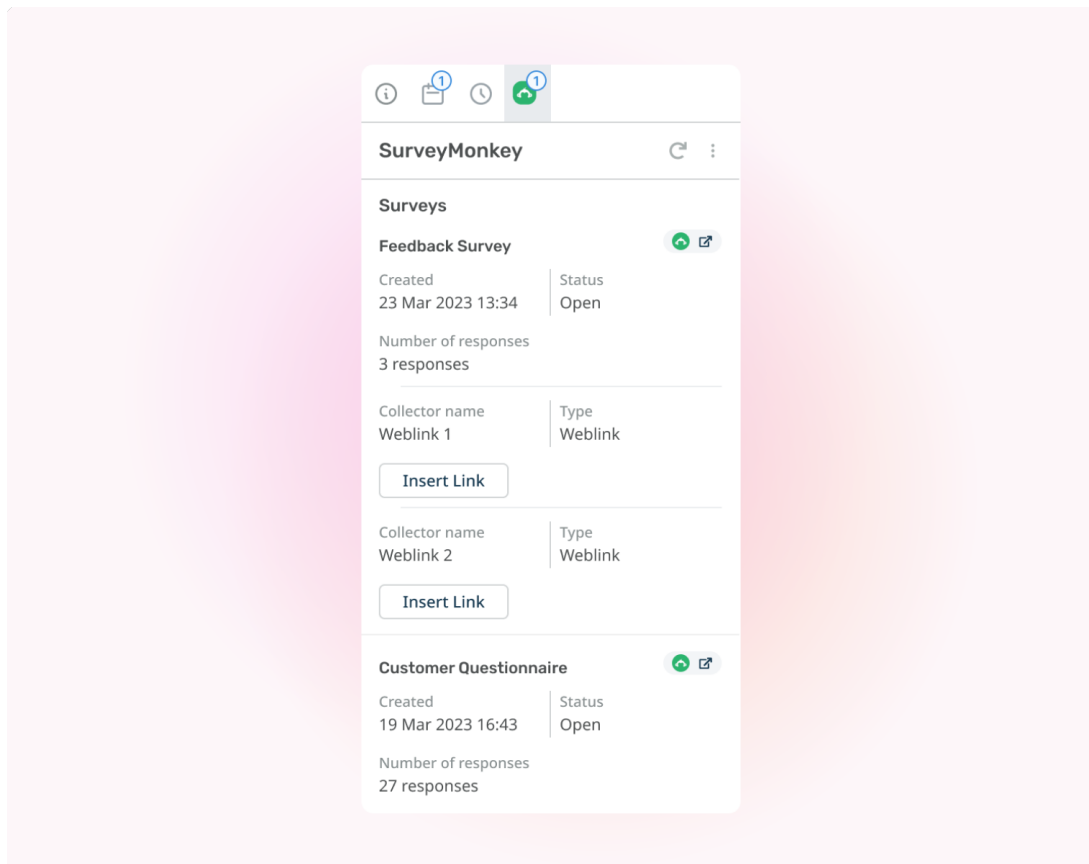 1
1
SurveyMonkey
Surveys
Feedback Survey
Created
Status
23 Mar 2023 13:34
Open
Number of responses
3 responses
Collector name
Type
Weblink 1
Weblink
Insert Link
Collector name
Type
Weblink 2
Weblink
Insert Link
Customer Questionnaire
Created
Status
19 Mar 2023 16:43
Open
Number of responses
27 responses